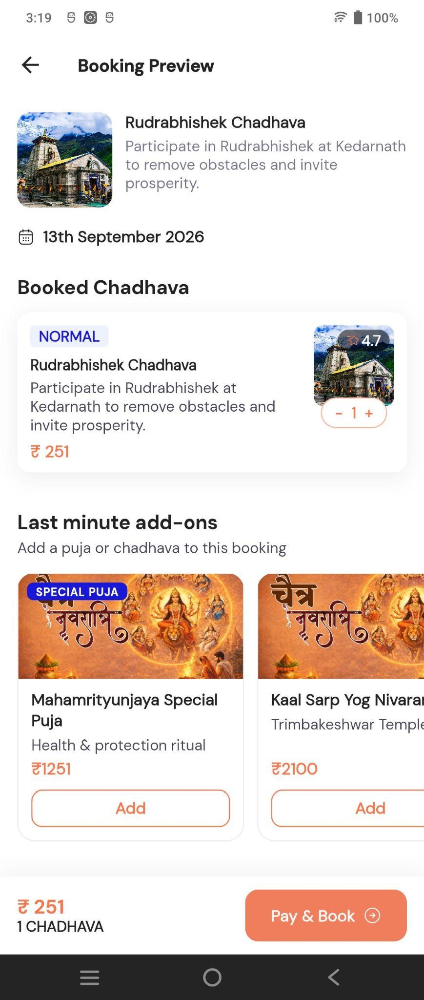 3:19
100%
Booking Preview
Rudrabhishek Chadhava
Participate in Rudrabhishek at Kedarnath
to remove obstacles and invite
prosperity.
13th September 2026
Booked Chadhava
NORMAL
4.7
Rudrabhishek Chadhava
Participate in Rudrabhishek at
Kedarnath to remove obstacles and
invite prosperity.
- 1 +
₹ 251
Last minute add-ons
Add a puja or chadhava to this booking
SPECIAL PUJA
नवरात्रि
चैत्र
नवरात्रि
Mahamrityunjaya Special
Puja
Health & protection ritual
₹1251
Add
Kaal Sarp Yog
Trimbakeshwar
₹2100
Add
₹ 251
1 CHADHAVA
Pay & Book